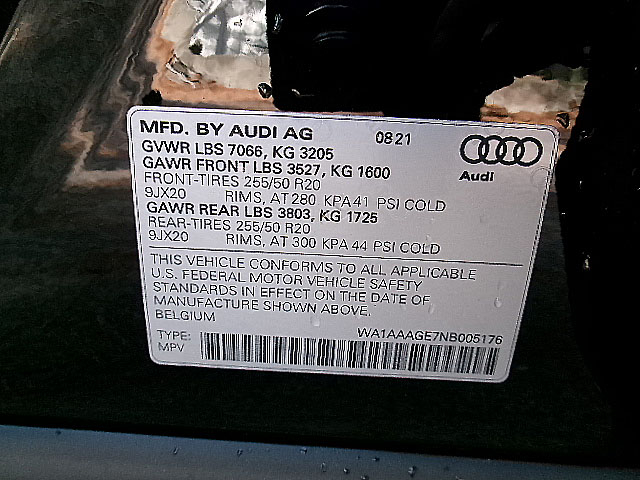 MFD. BY AUDI AG 0821
GVWR LBS 7066, KG 3205
GAWR FRONT LBS 3527, KG 1600
Audi
FRONT-TIRES 255/50 R20
9JX20 RIMS, AT 280 KPA 41 PSI COLD
GAWR REAR LBS 3803, KG 1725
REAR-TIRES 255/50 R20
9JX20 RIMS, AT 300 KPA 44 PSI COLD
THIS VEHICLE CONFORMS TO ALL APPLICABLE
U.S. FEDERAL MOTOR VEHICLE SAFETY
STANDARDS IN EFFECT ON THE DATE OF
MANUFACTURE SHOWN ABOVE.
BELGIUM
WA1AAAGE7NB005176
TYPE:
MPV